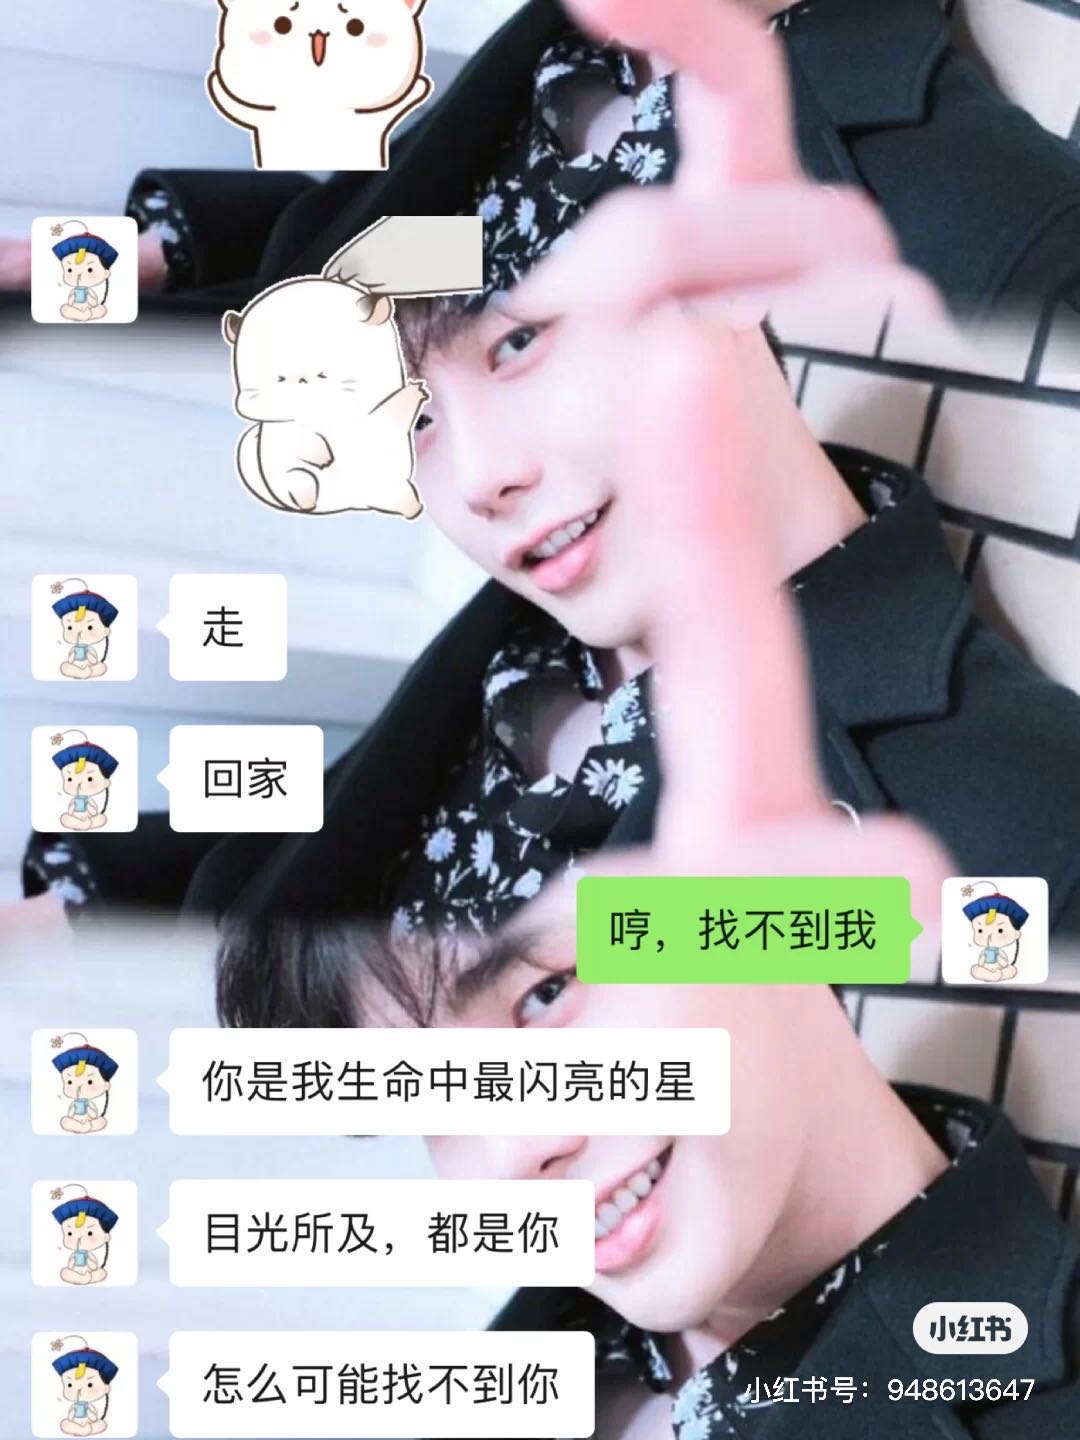 走
回家
哼，找不到我
你是我生命中最闪亮的星
目光所及，都是你
怎么可能找不到你
小红书
小红书号：948613647